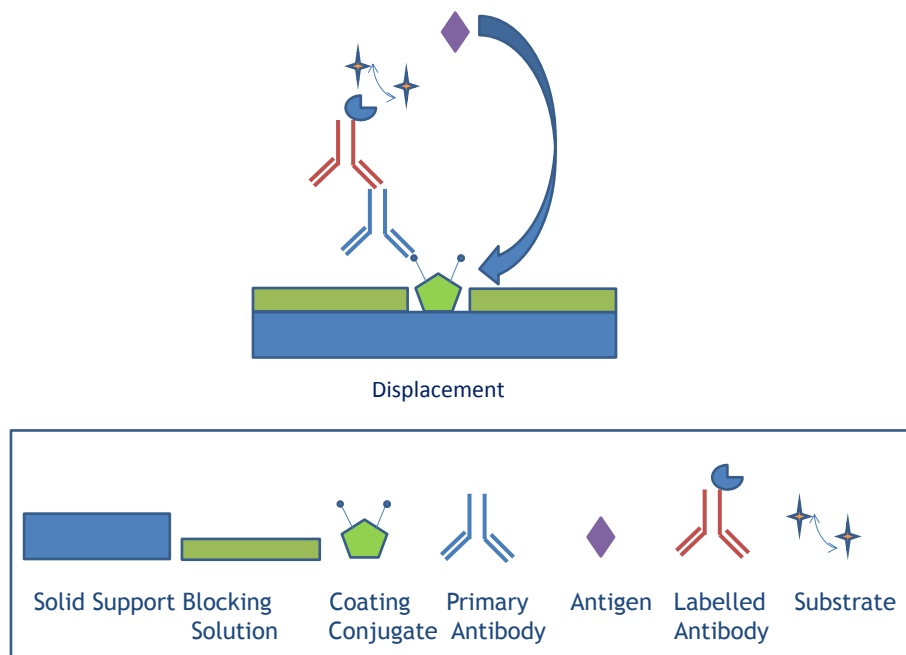 Displacement
Solid Support Blocking Coating Primary Antigen Labelled Substrate
Solution Conjugate Antibody Antibody